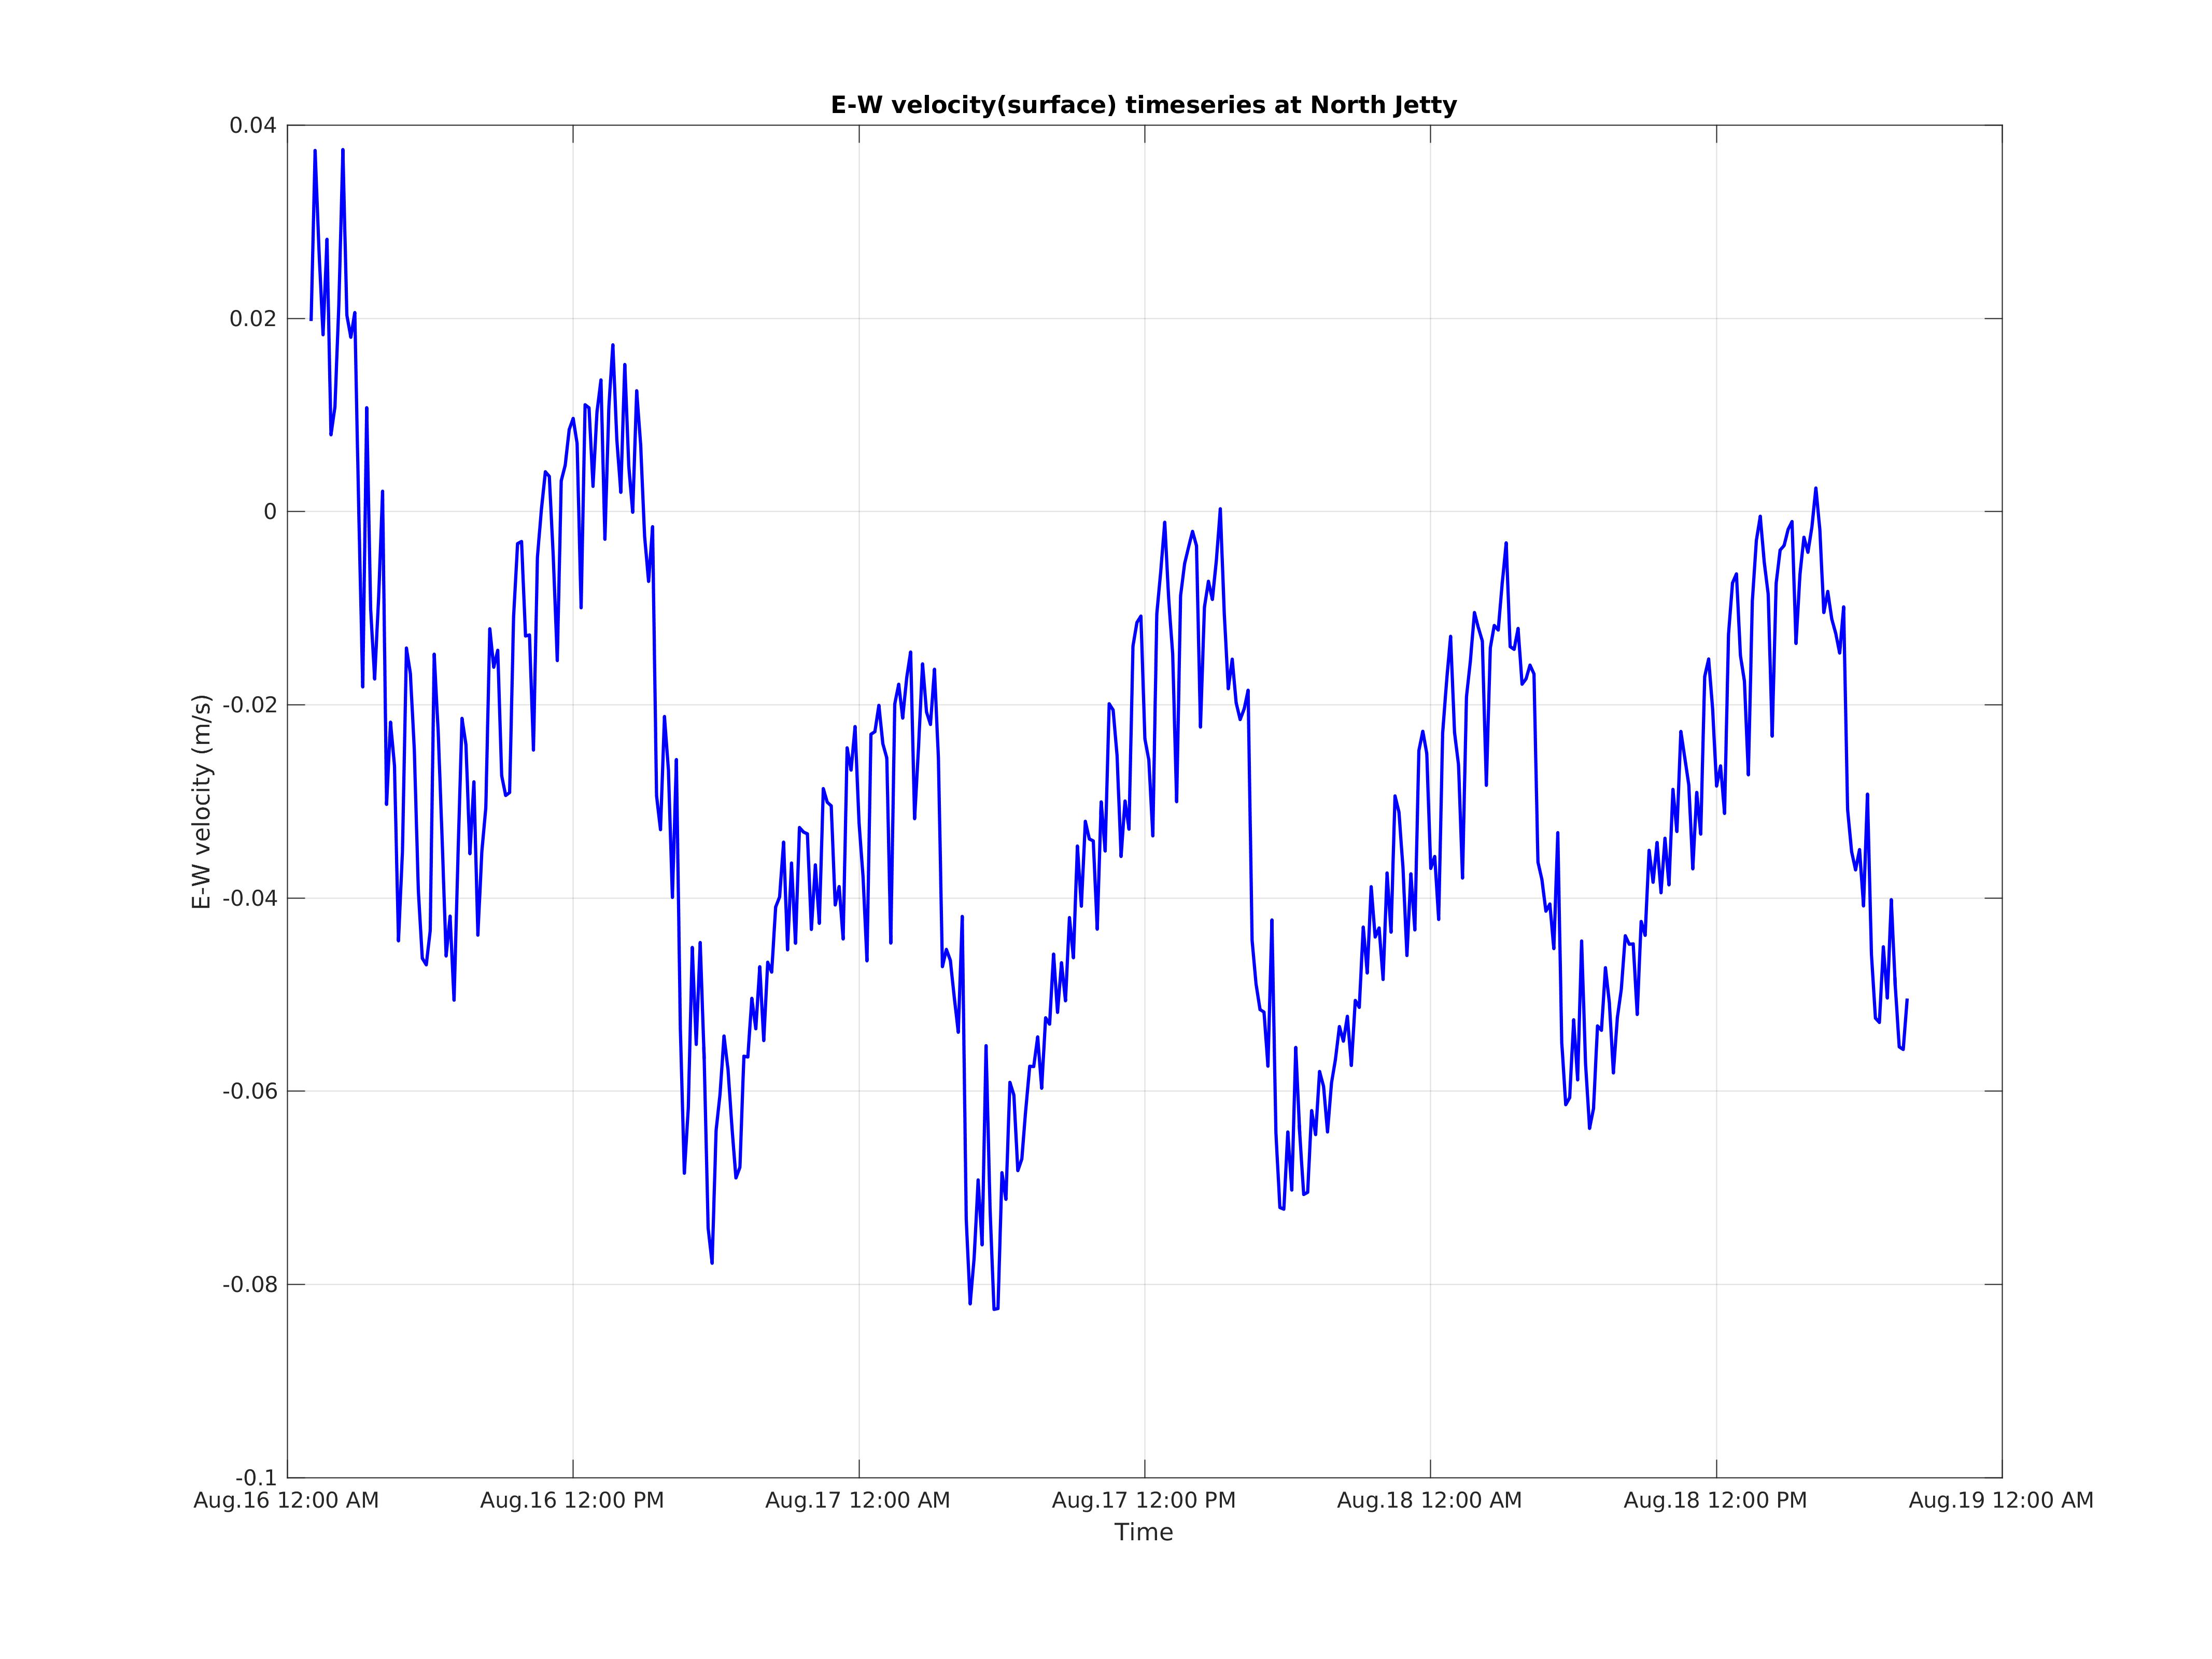 E-W velocity(surface) timeseries at North Jetty
0.04
0.02
0
-0.02
-0.04
-0.06
-0.08
-0.1
E-W velocity (m/s)
Aug.16 12:00 AM
Aug.16 12:00 PM
Aug.17 12:00 AM
Aug.17 12:00 PM
Aug.18 12:00 AM
Aug.18 12:00 PM
Aug.19 12:00 AM
Time